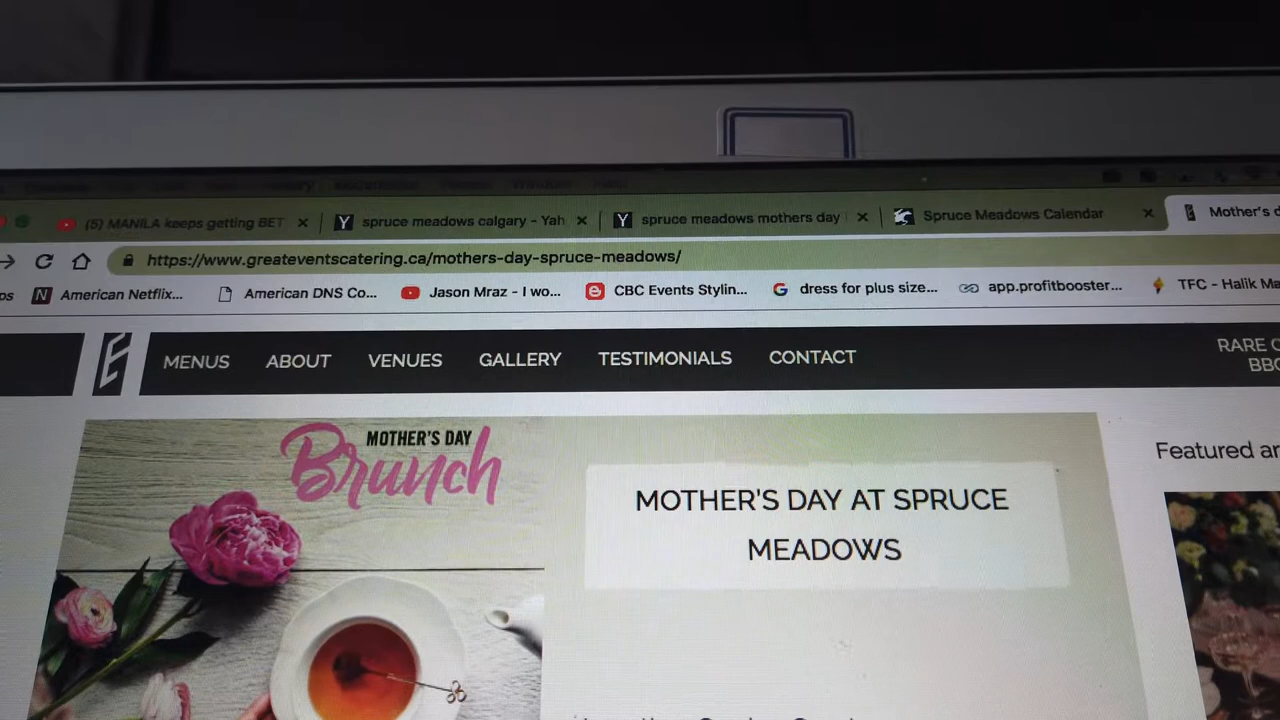 (5) MANILA keeps getting BET
spruce meadows calgary - Yah
spruce meadows mothers day
Spruce Meadows Calendar
Mother's d
https://www.greateventscatering.ca/mothers-day-spruce-meadows/
ps
American Netflix...
American DNS Co...
Jason Mraz - I wo...
CBC Events Stylin...
dress for plus size...
app.profitbooster...
TFC - Halik Ma
MENUS
ABOUT
VENUES
GALLERY
TESTIMONIALS
CONTACT
RARE C
BBQ
MOTHER'S DAY
Brunch
MOTHER'S DAY AT SPRUCE
MEADOWS
Featured ar